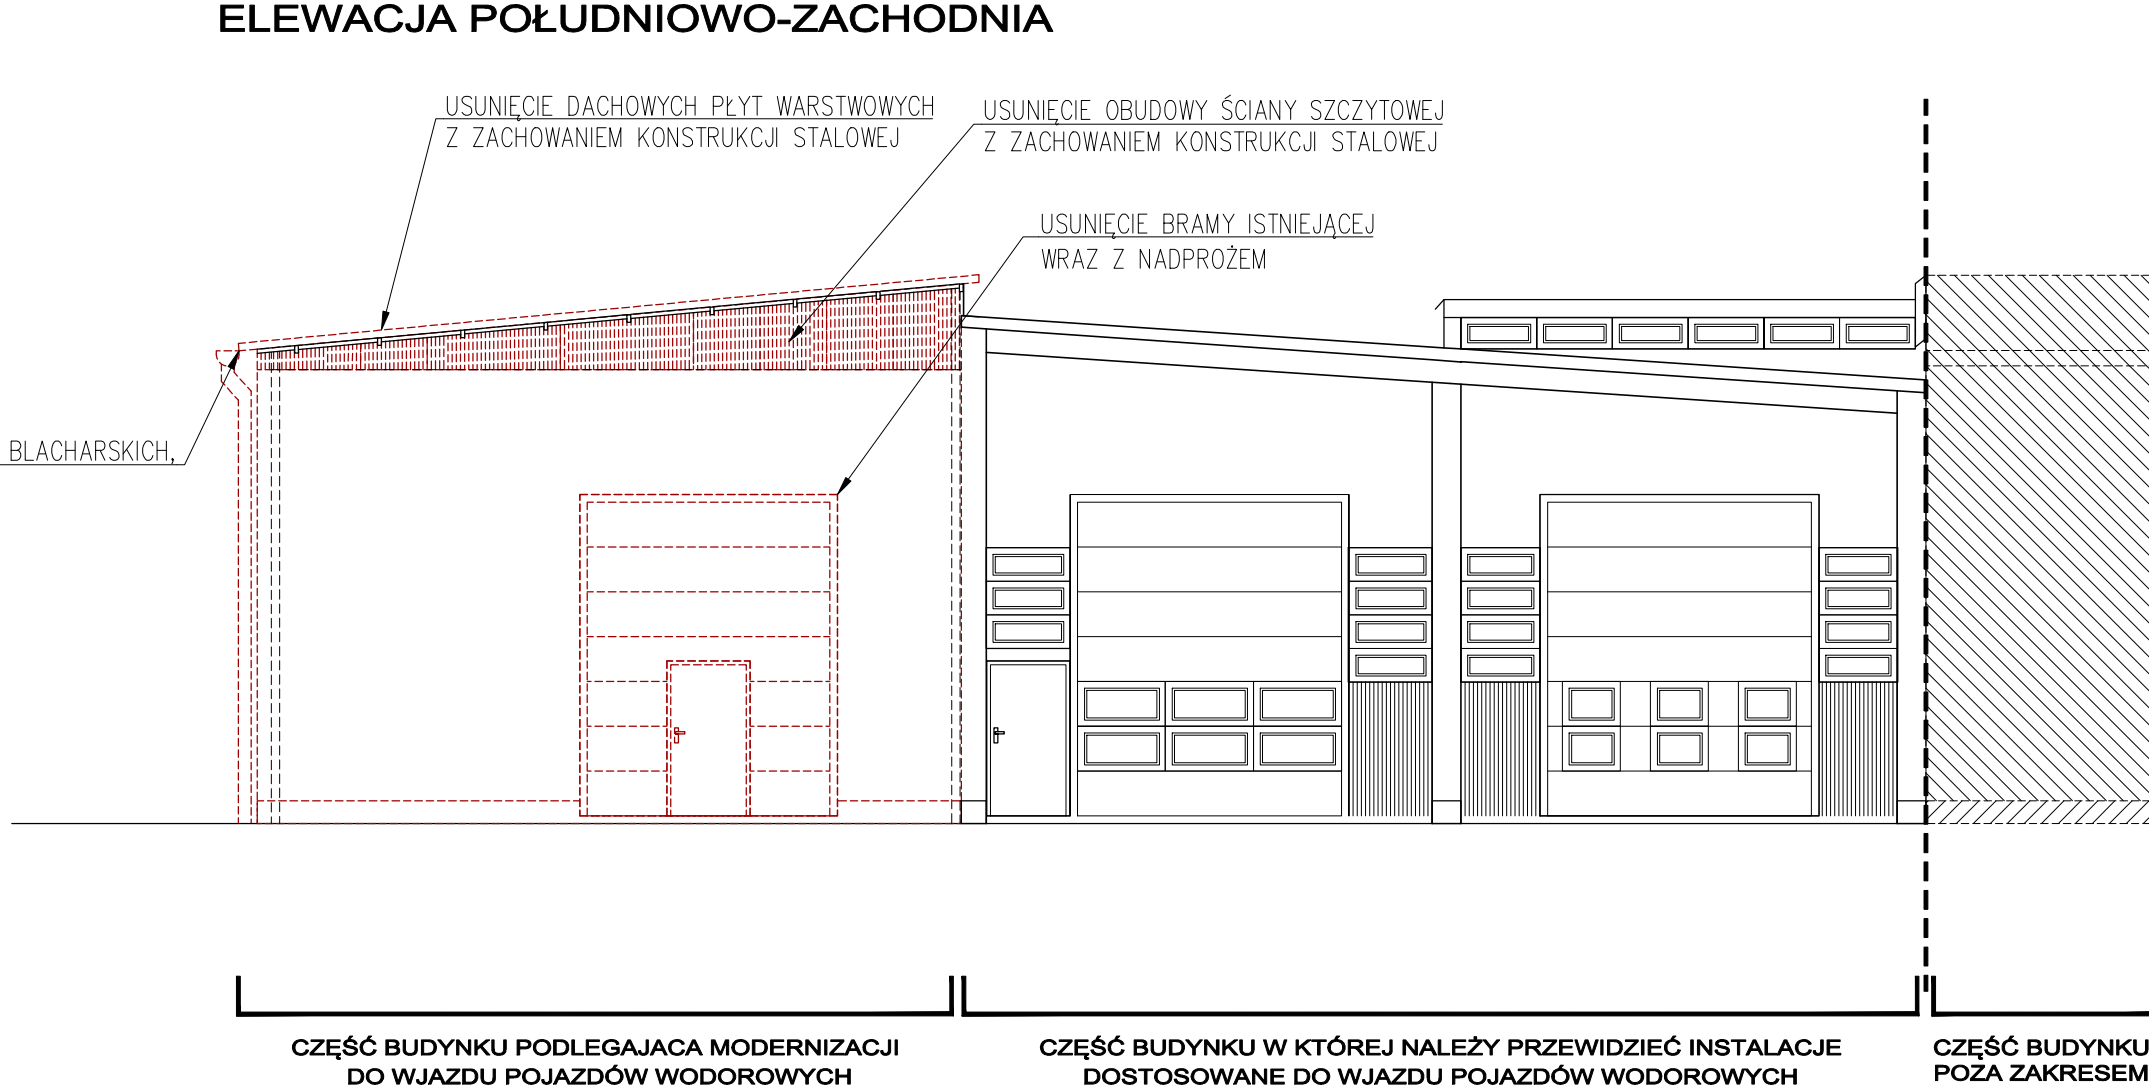 ELEWACJA POŁUDNIOWO-ZACHODNIA
USUNIĘCIE DACHOWYCH PŁYT WARSTWOWYCH
Z ZACHOWANIEM KONSTRUKCJI STALOWEJ
USUNIĘCIE OBUDOWY ŚCIANY SZCZYTOWEJ
Z ZACHOWANIEM KONSTRUKCJI STALOWEJ
USUNIĘCIE BRAMY ISTNIEJĄCEJ
WRAZ Z NADPROŻEM
BLACHARSKICH,
CZĘŚĆ BUDYNKU PODLEGAJACA MODERNIZACJI
DO WJAZDU POJAZDÓW WODOROWYCH
CZĘŚĆ BUDYNKU W KTÓREJ NALEŻY PRZEWIDZIEĆ INSTALACJE
DOSTOSOWANE DO WJAZDU POJAZDÓW WODOROWYCH
CZĘŚĆ BUDYNKU
POZA ZAKRESEM